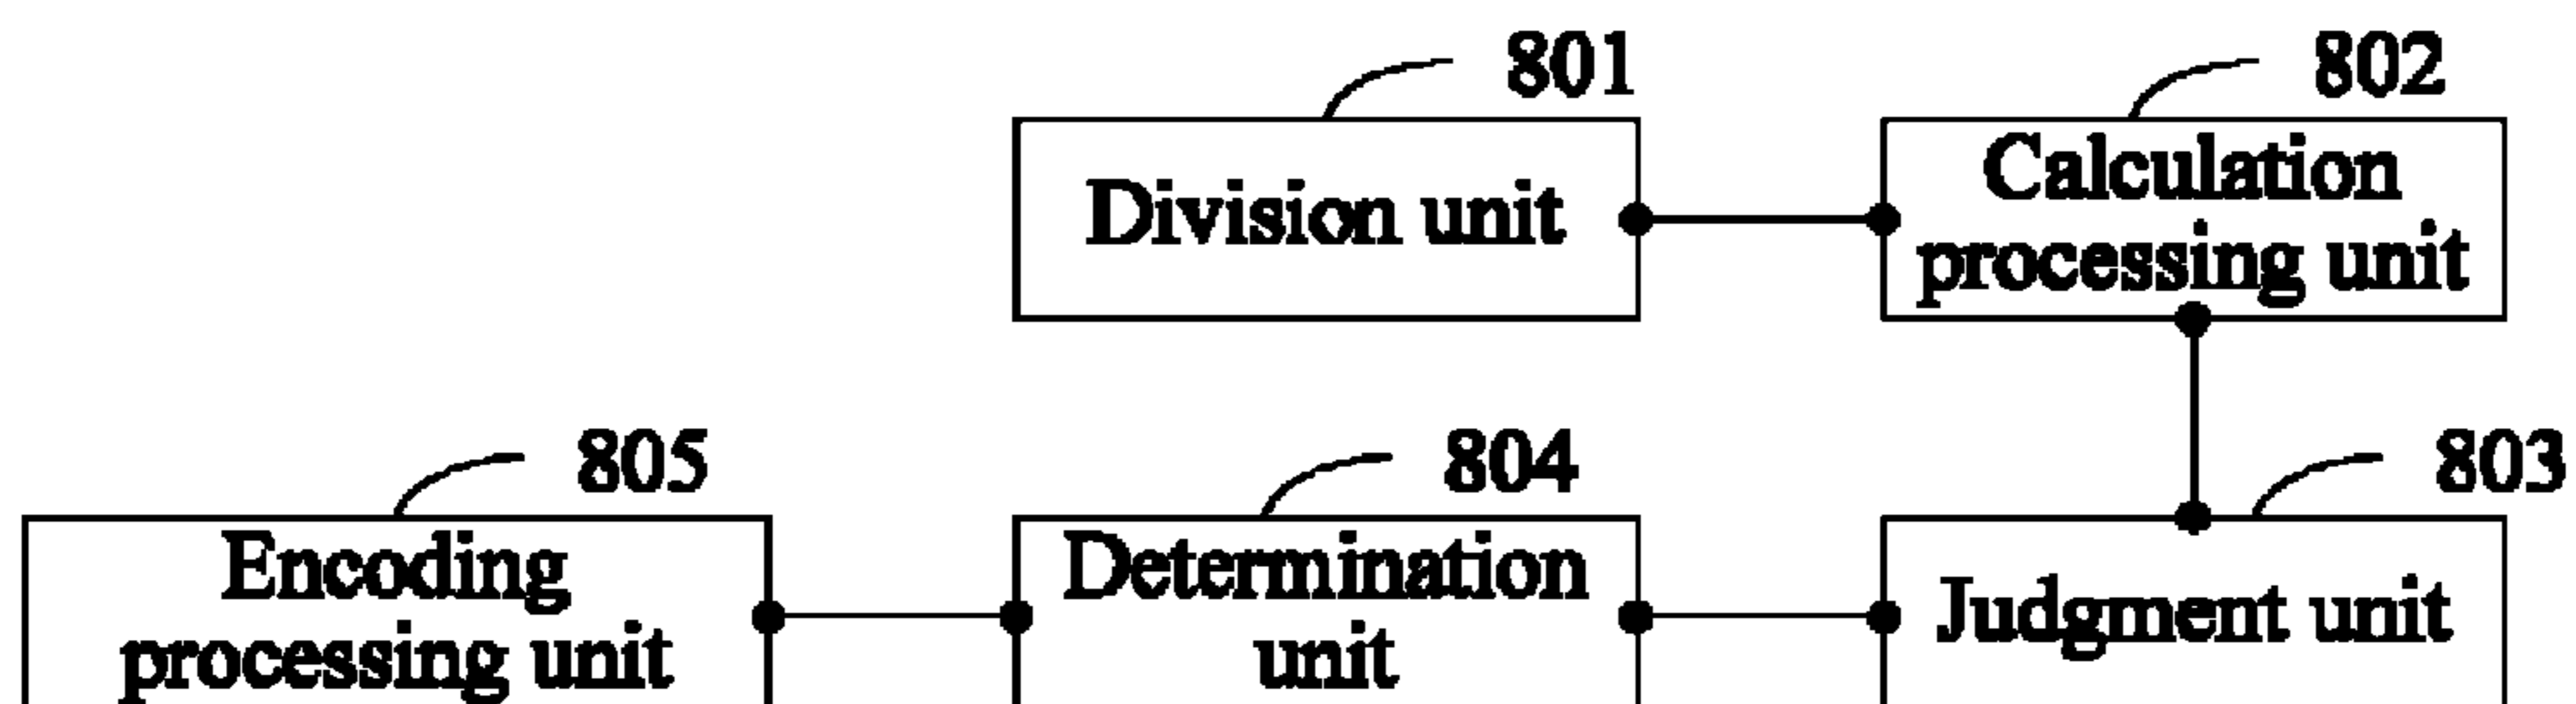 801
802
Division unit
Calculation
processing unit
805
804
803
Encoding
processing unit
Determination
unit
Judgment unit